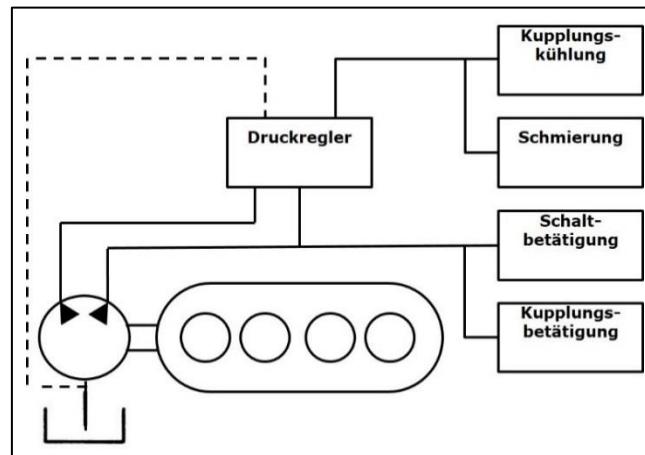 Kupplungs-
kühlung
Druckregler
Schmierung
Schalt-
betätigung
Kupplungs-
betätigung